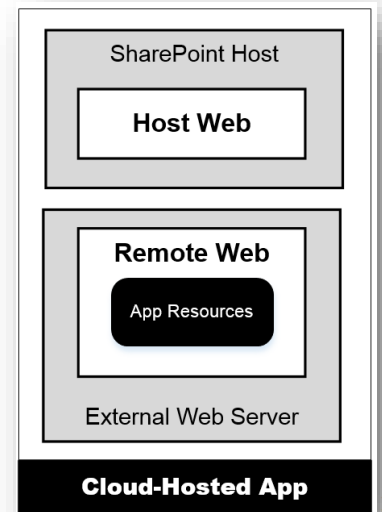 SharePoint Host
Host Web
Remote Web
App Resources
External Web Server
Cloud-Hosted App